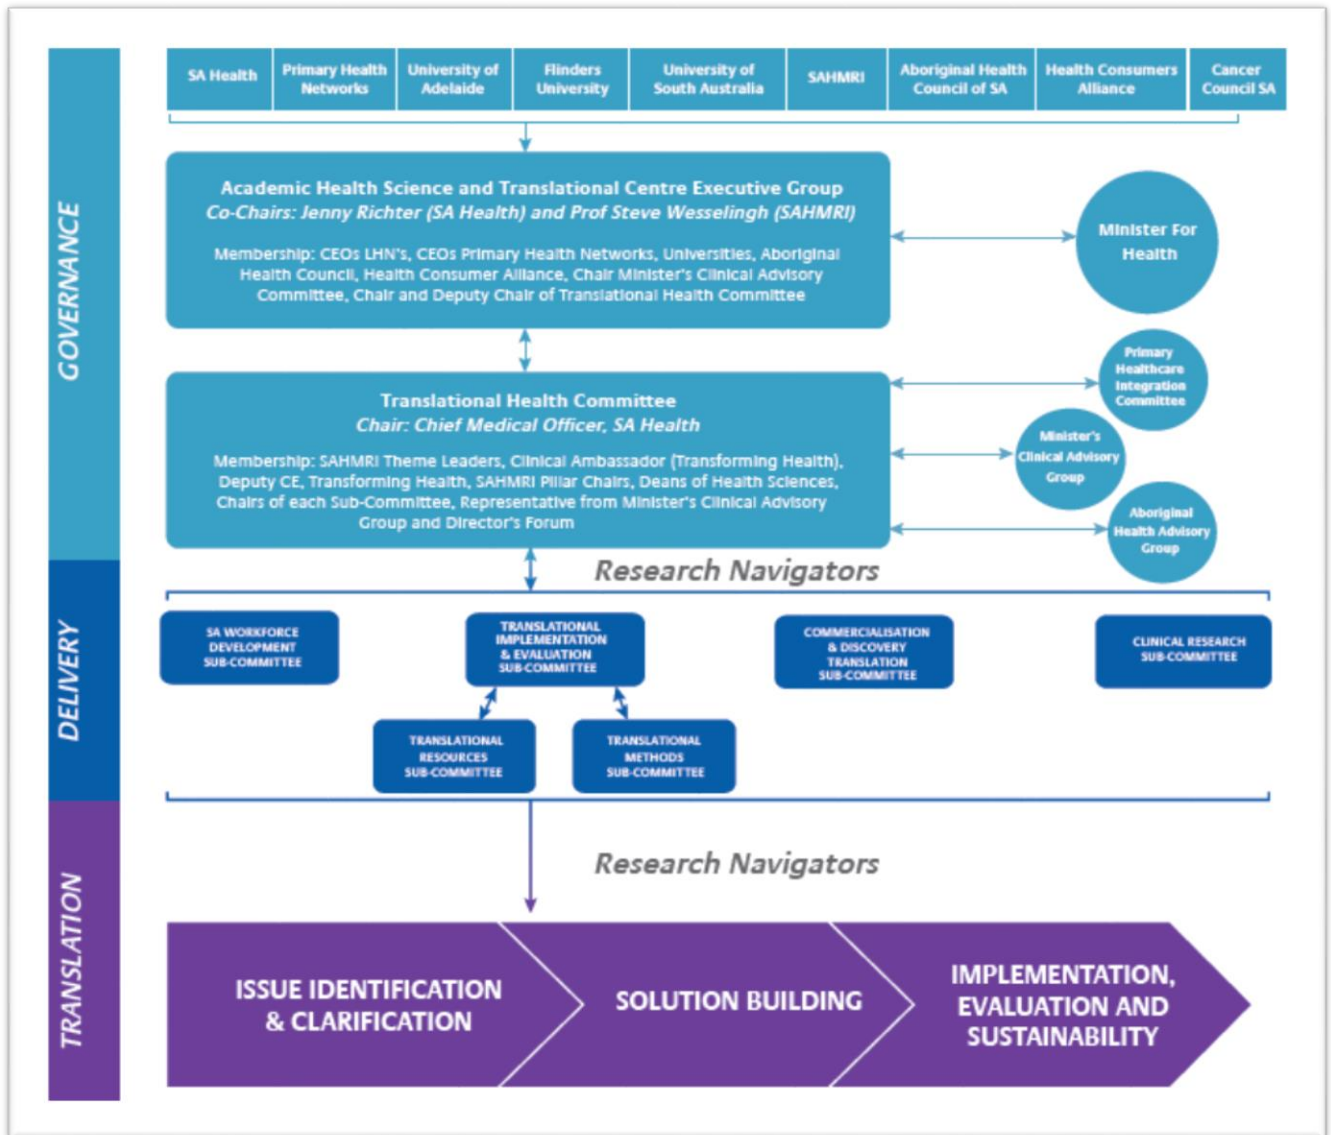 GOVERNANCE
SA Health
Primary Health
Networks
University of
Adelaide
Flinders
University
University of
South Australia
SAHMRI
Aboriginal Health
Council of SA
Health Consumers
Alliance
Cancer
Council SA
Academic Health Science and Translational Centre Executive Group
Co-Chairs: Jenny Richter (SA Health) and Prof Steve Wesselingh (SAHMRI)
Membership: CEOs LHN's, CEOs Primary Health Networks, Universities, Aboriginal
Health Council, Health Consumer Alliance, Chair Minister's Clinical Advisory
Committee, Chair and Deputy Chair of Translational Health Committee
Minister For
Health
Translational Health Committee
Chair: Chief Medical Officer, SA Health
Membership: SAHMRI Theme Leaders, Clinical Ambassador (Transforming Health),
Deputy CE, Transforming Health, SAHMRI Pillar Chairs, Deans of Health Sciences,
Chairs of each Sub-Committee, Representative from Minister's Clinical Advisory
Group and Director's Forum
Primary
Healthcare
Integration
Committee
Minister's
Clinical Advisory
Group
Aboriginal
Health Advisory
Group
DELIVERY
Research Navigators
SA WORKFORCE
DEVELOPMENT
SUB-COMMITTEE
TRANSLATIONAL
IMPLEMENTATION
& EVALUATION
SUB-COMMITTEE
COMMERCIALISATION
& DISCOVERY
TRANSLATION
SUB-COMMITTEE
CLINICAL RESEARCH
SUB-COMMITTEE
TRANSLATIONAL
RESOURCES
SUB-COMMITTEE
TRANSLATIONAL
METHODS
SUB-COMMITTEE
TRANSLATION
Research Navigators
ISSUE IDENTIFICATION
& CLARIFICATION
SOLUTION BUILDING
IMPLEMENTATION,
EVALUATION AND
SUSTAINABILITY